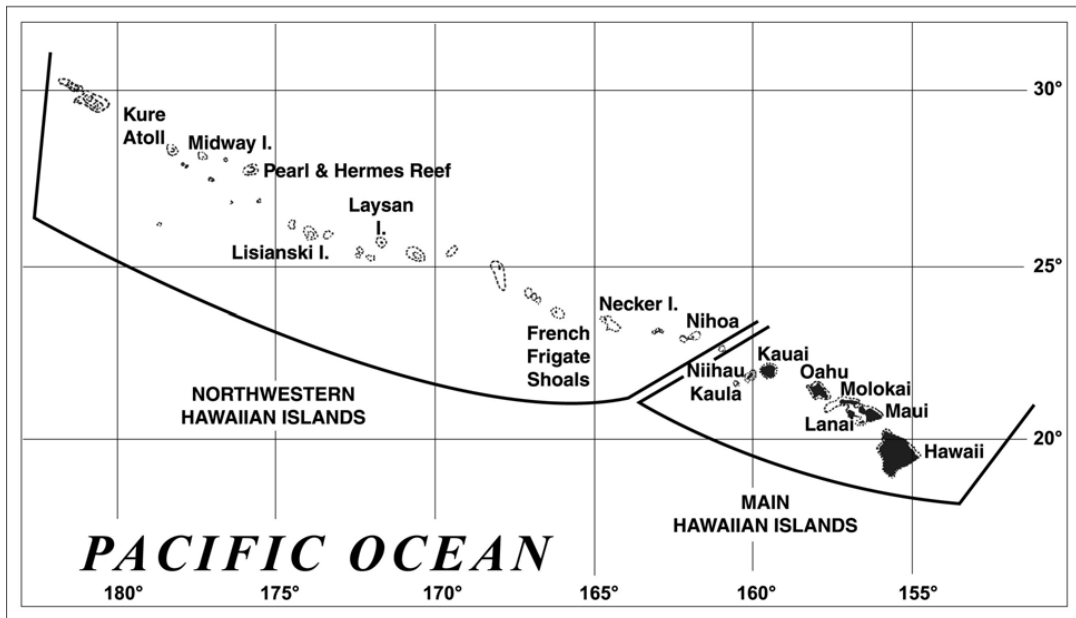 30°
Kure
Atoll
Midway I.
Pearl & Hermes Reef
Laysan
I.
Lisianski I.
25°
Necker I.
French
Frigate
Shoals
Nihoa
Kauai
Niihau
Kaula
Oahu
Molokai
Maui
Lanai
Hawaii
20°
NORTHWESTERN
HAWAIIAN ISLANDS
MAIN
HAWAIIAN ISLANDS
PACIFIC OCEAN
180°
175°
170°
165°
160°
155°